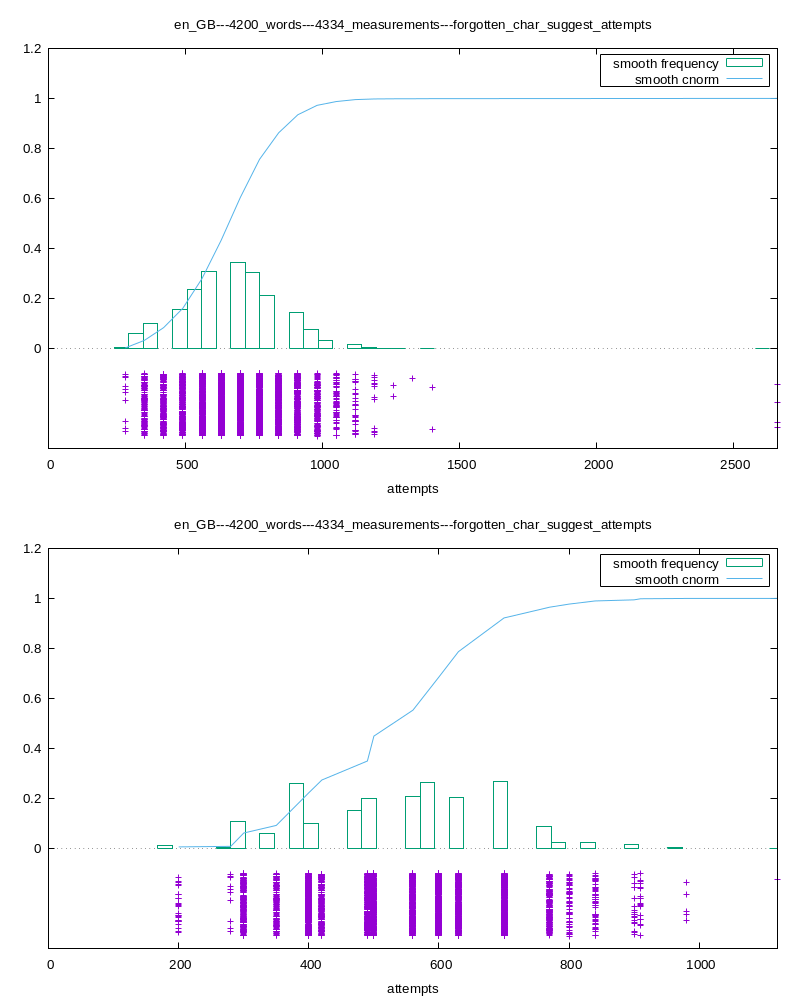 en_GB---4200_words---4334_measurements---forgotten_char_suggest_attempts
1.2
smooth frequency
smooth cnorm
1
0.8
0.6
0.4
0.2
0
0 500 1000 1500 2000 2500
attempts
en_GB---4200_words---4334_measurements---forgotten_char_suggest_attempts
1.2
smooth frequency
smooth cnorm
1
0.8
0.6
0.4
0.2
0
0 200 400 600 800 1000
attempts